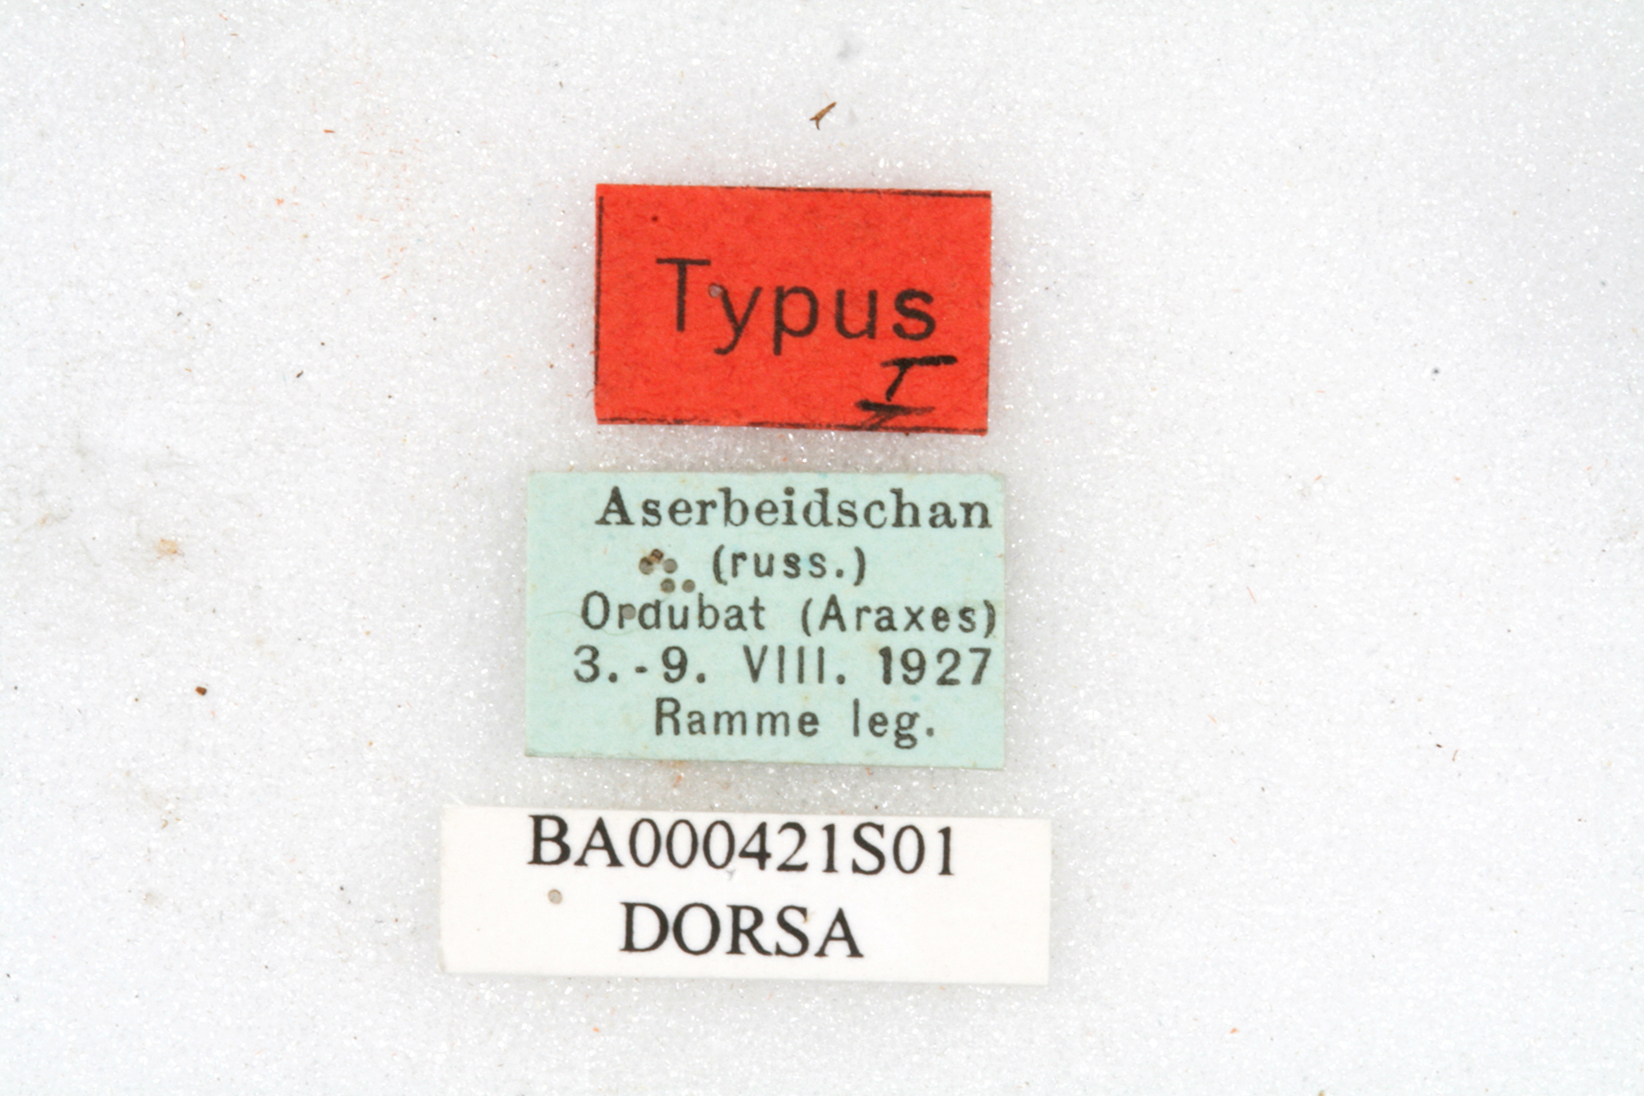 Typus
I
Aserbeidschan
(russ.)
Ordubat (Araxes)
3.-9. VIII. 1927
Ramme leg.
BA000421S01
DORSA